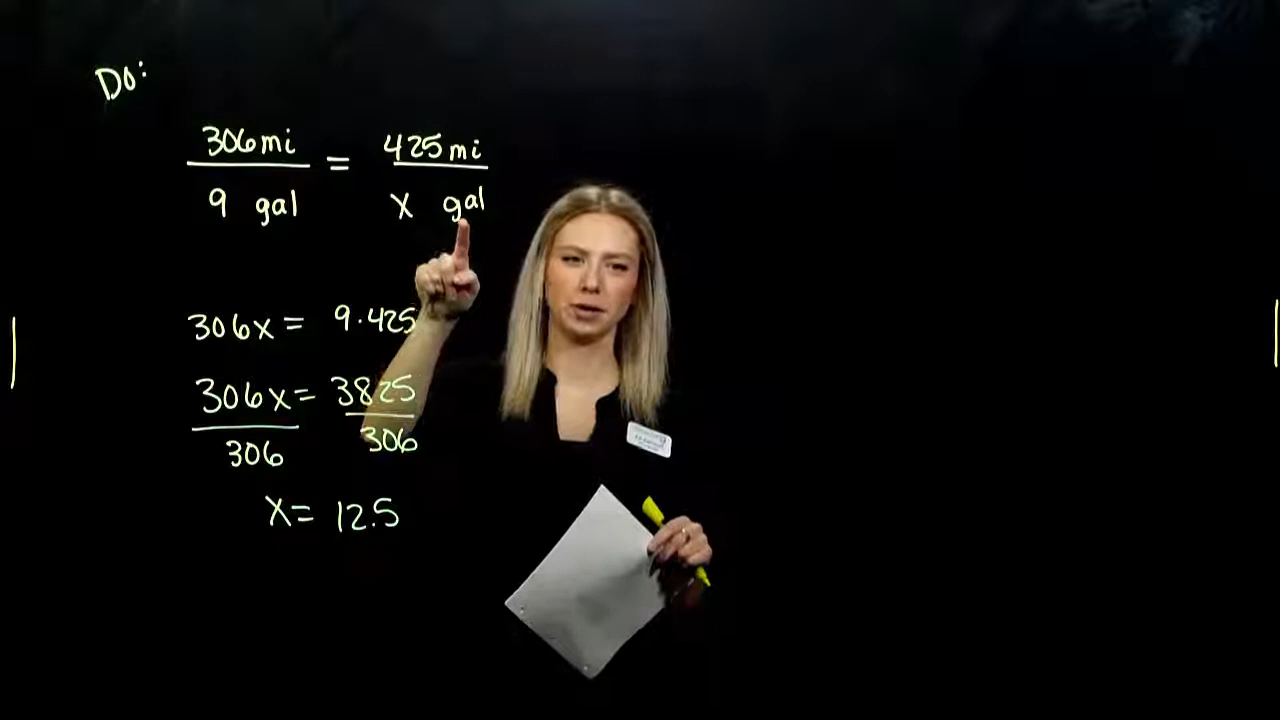 Do:
306mi = 425mi
9 gal x gal
306x = 9·425
306x = 3825
306 306
x = 12.5